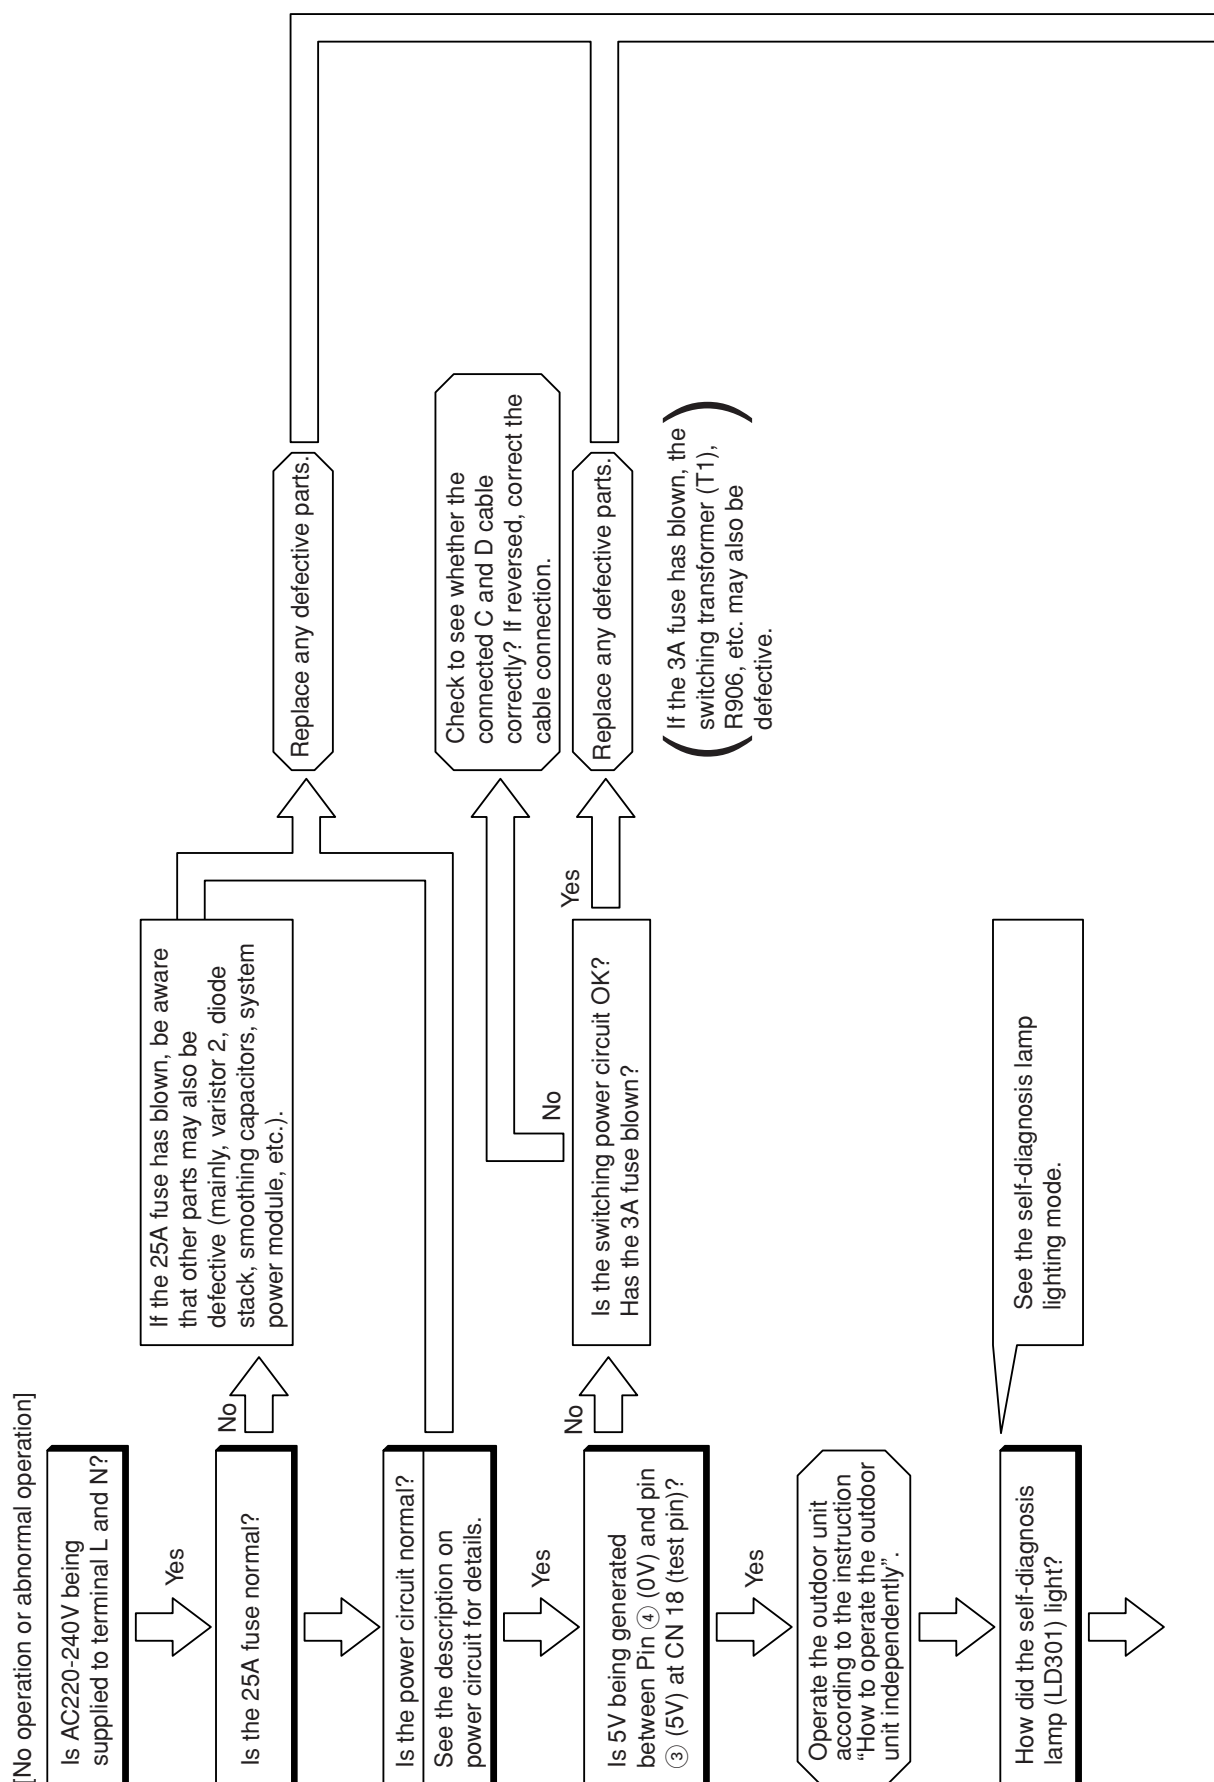 [No operation or abnormal operation]
Is AC220-240V being
supplied to terminal L and N?
Yes
Is the 25A fuse normal?
No
If the 25A fuse has blown, be aware
that other parts may also be
defective (mainly, varistor 2, diode
stack, smoothing capacitors, system
power module, etc.).
Replace any defective parts.
Is the power circuit normal?
See the description on
power circuit for details.
Yes
Is 5V being generated
between Pin ④ (0V) and pin
③ (5V) at CN 18 (test pin)?
No
Is the switching power circuit OK?
Has the 3A fuse blown?
No
Check to see whether the
connected C and D cable
correctly? If reversed, correct the
cable connection.
Yes
Replace any defective parts.
(If the 3A fuse has blown, the
switching transformer (T1),
R906, etc. may also be
defective.)
Yes
Operate the outdoor unit
according to the instruction
“How to operate the outdoor
unit independently”.
How did the self-diagnosis
lamp (LD301) light?
See the self-diagnosis lamp
lighting mode.